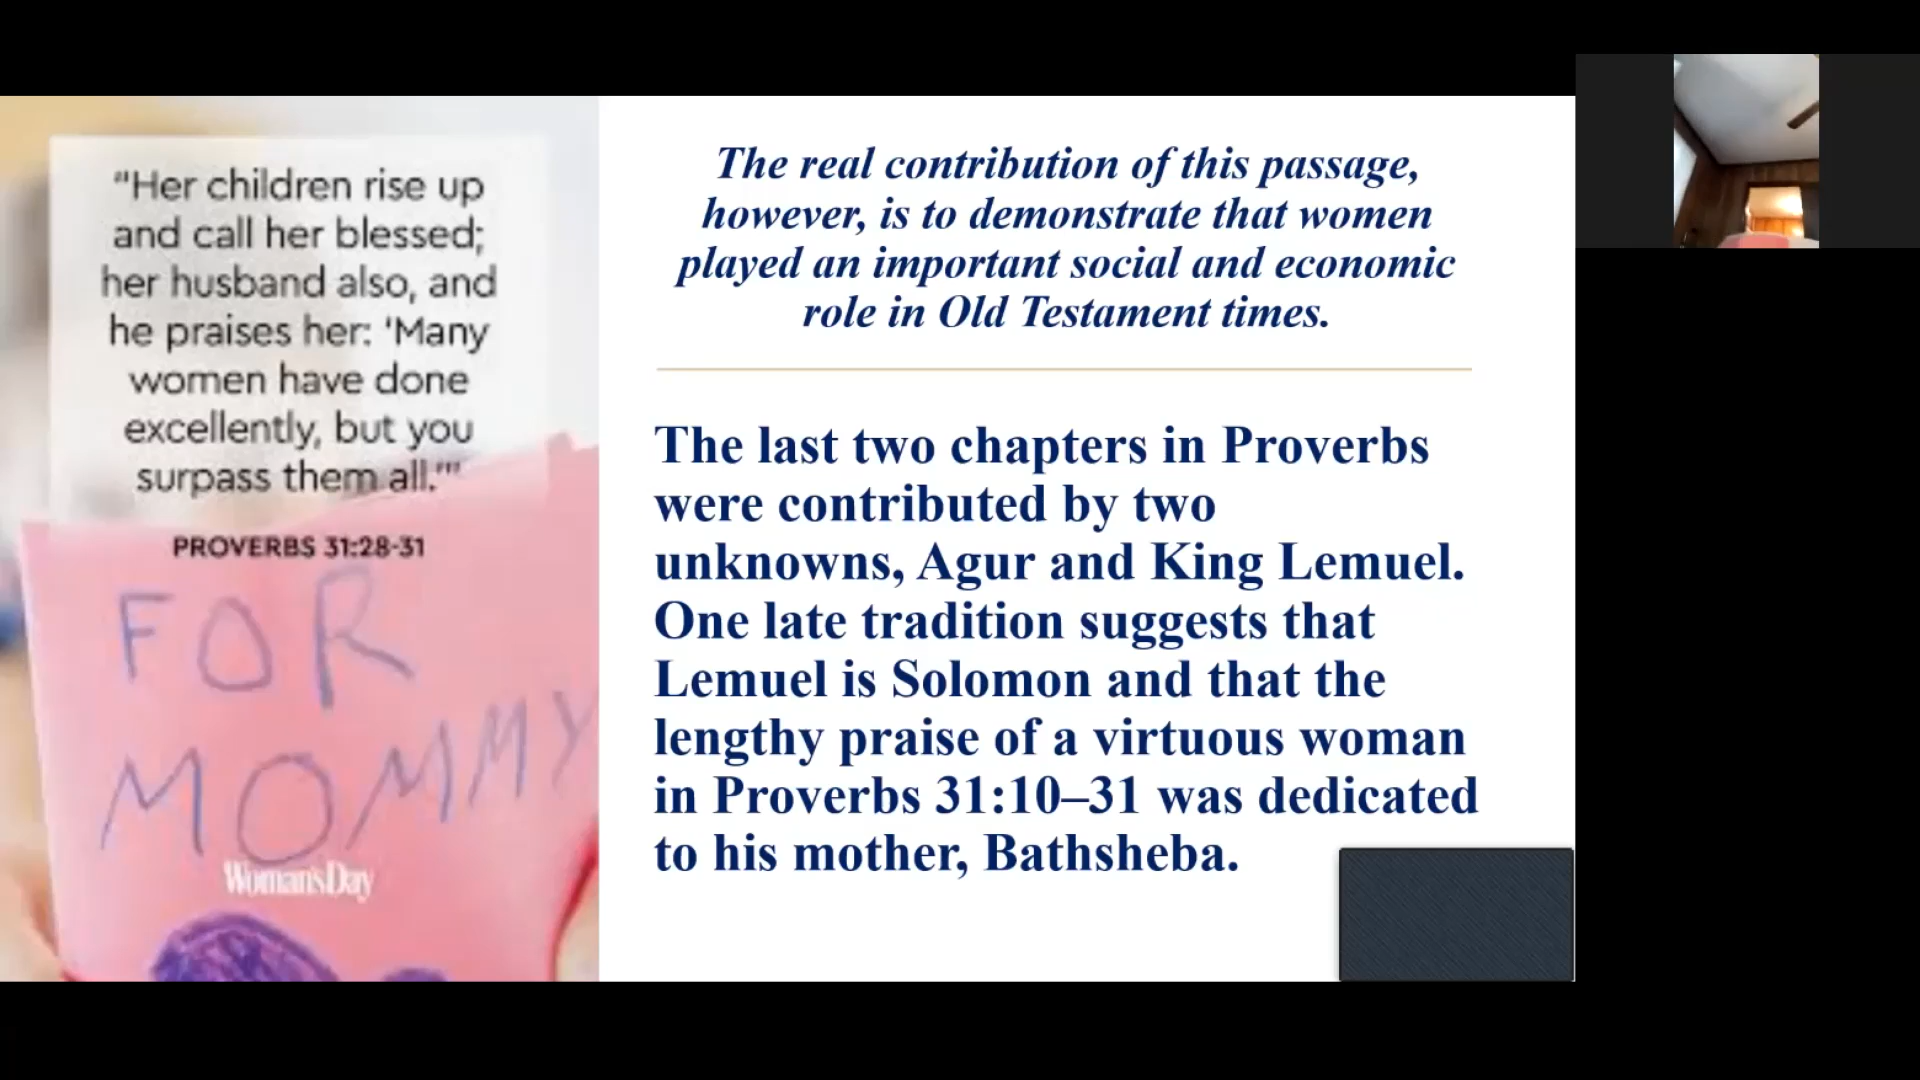 “Her children rise up
and call her blessed;
her husband also, and
he praises her: ‘Many
women have done
excellently, but you
surpass them all.’”
PROVERBS 31:28-31
FOR
MOMMY
Woman'sDay
The real contribution of this passage,
however, is to demonstrate that women
played an important social and economic
role in Old Testament times.
The last two chapters in Proverbs
were contributed by two
unknowns, Agur and King Lemuel.
One late tradition suggests that
Lemuel is Solomon and that the
lengthy praise of a virtuous woman
in Proverbs 31:10–31 was dedicated
to his mother, Bathsheba.